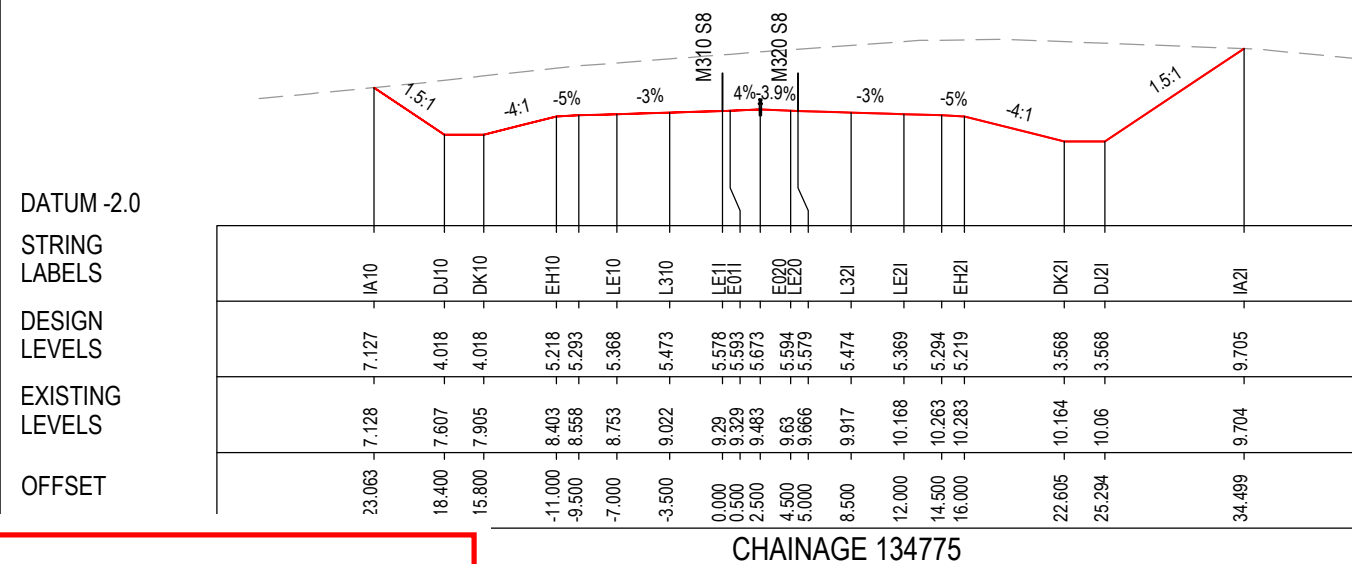 M310 S8
M320 S8
1.5:1
-4:1
-5%
-3%
4%
-3.9%
-3%
-5%
-4:1
1.5:1
DATUM -2.0
STRING LABELS
IA10 DJ10 DK10 EH10 LE10 L310 LE1I E01I E020 LE20 L32I LE2I EH2I DK2I DJ2I IA2I
DESIGN LEVELS
7.127 4.018 4.018 5.218 5.293 5.368 5.473 5.578 5.593 5.673 5.594 5.579 5.474 5.369 5.294 5.219 3.568 3.568 9.705
EXISTING LEVELS
7.128 7.607 7.905 8.403 8.558 8.753 9.022 9.29 9.329 9.483 9.63 9.666 9.917 10.168 10.263 10.283 10.164 10.06 9.704
OFFSET
23.063 18.400 15.800 -11.000 -9.500 -7.000 -3.500 0.000 0.500 2.500 4.500 5.000 8.500 12.000 14.500 16.000 22.605 25.294 34.499
CHAINAGE 134775